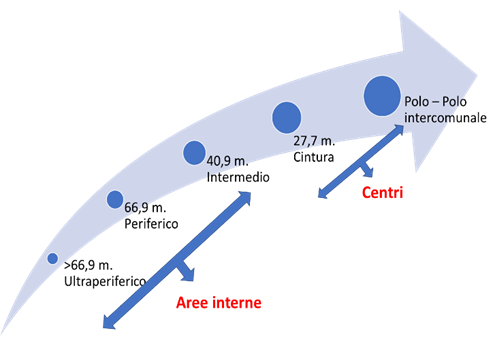 Polo – Polo
intercomunale
27,7 m.
Cintura
40,9 m.
Intermedio
Centri
66,9 m.
Periferico
>66,9 m.
Ultraperiferico
Aree interne